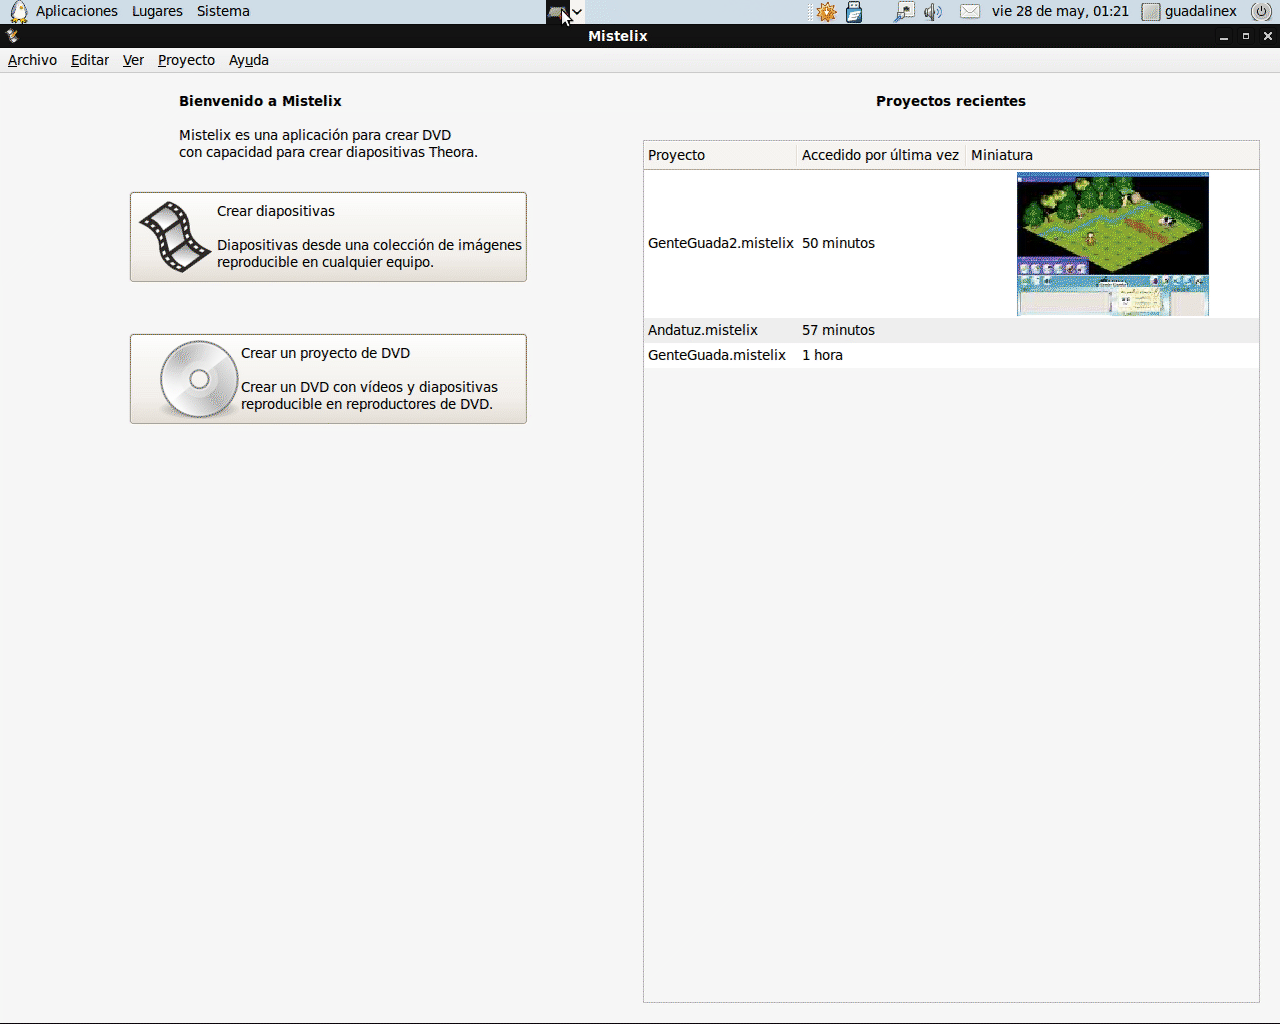 Aplicaciones Lugares Sistema vie 28 de may, 01:21 guadalinex
Mistelix
Archivo Editar Ver Proyecto Ayuda
Bienvenido a Mistelix
Mistelix es una aplicación para crear DVD
con capacidad para crear diapositivas Theora.
Crear diapositivas
Diapositivas desde una colección de imágenes
reproducible en cualquier equipo.
Crear un proyecto de DVD
Crear un DVD con vídeos y diapositivas
reproducible en reproductores de DVD.
Proyectos recientes
Proyecto Accedido por última vez Miniatura
GenteGuada2.mistelix 50 minutos
Andatuz.mistelix 57 minutos
GenteGuada.mistelix 1 hora